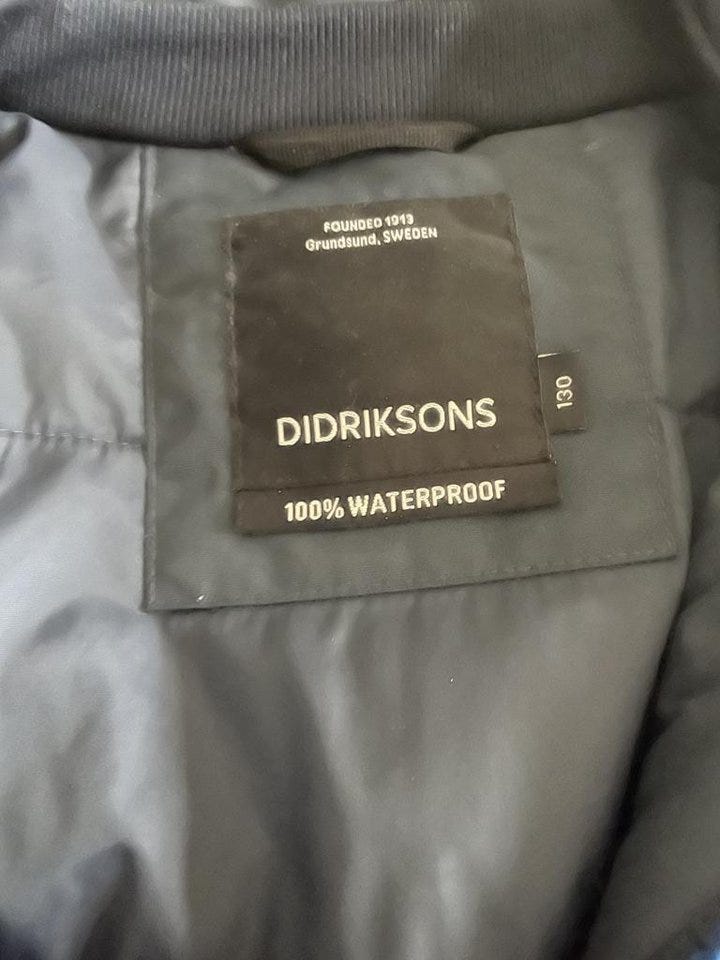 FOUNDED 1913
Grundsund, SWEDEN
DIDRIKSONS
130
100% WATERPROOF